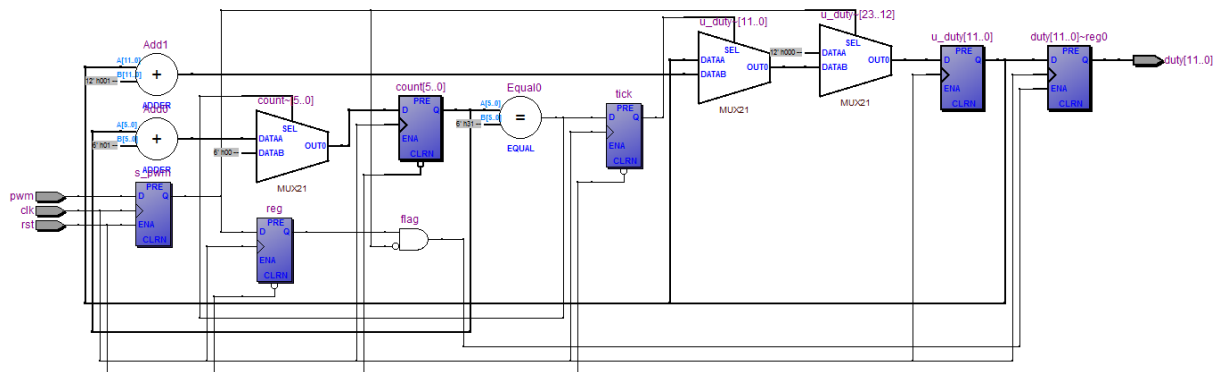 Add1
A[11..0]
12' h001
B[11..0]
+
ADDER
Add0
A[5..0]
6' h01
B[5..0]
+
ADDER
count~[5..0]
SEL
DATAA
OUT0
6' h00
DATAB
MUX21
count[5..0]
PRE
D
Q
ENA
CLRN
Equal0
A[5..0]
6' h31
B[5..0]
=
EQUAL
tick
PRE
D
Q
ENA
CLRN
u_duty~[11..0]
SEL
DATAA
OUT0
DATAB
MUX21
u_duty~[23..12]
SEL
12' h000
DATAA
OUT0
DATAB
MUX21
u_duty[11..0]
PRE
D
Q
ENA
CLRN
duty[11..0]~reg0
PRE
D
Q
ENA
CLRN
duty[11..0]
pwm
clk
rst
s_pwm
PRE
D
Q
ENA
CLRN
reg
PRE
D
Q
ENA
CLRN
flag